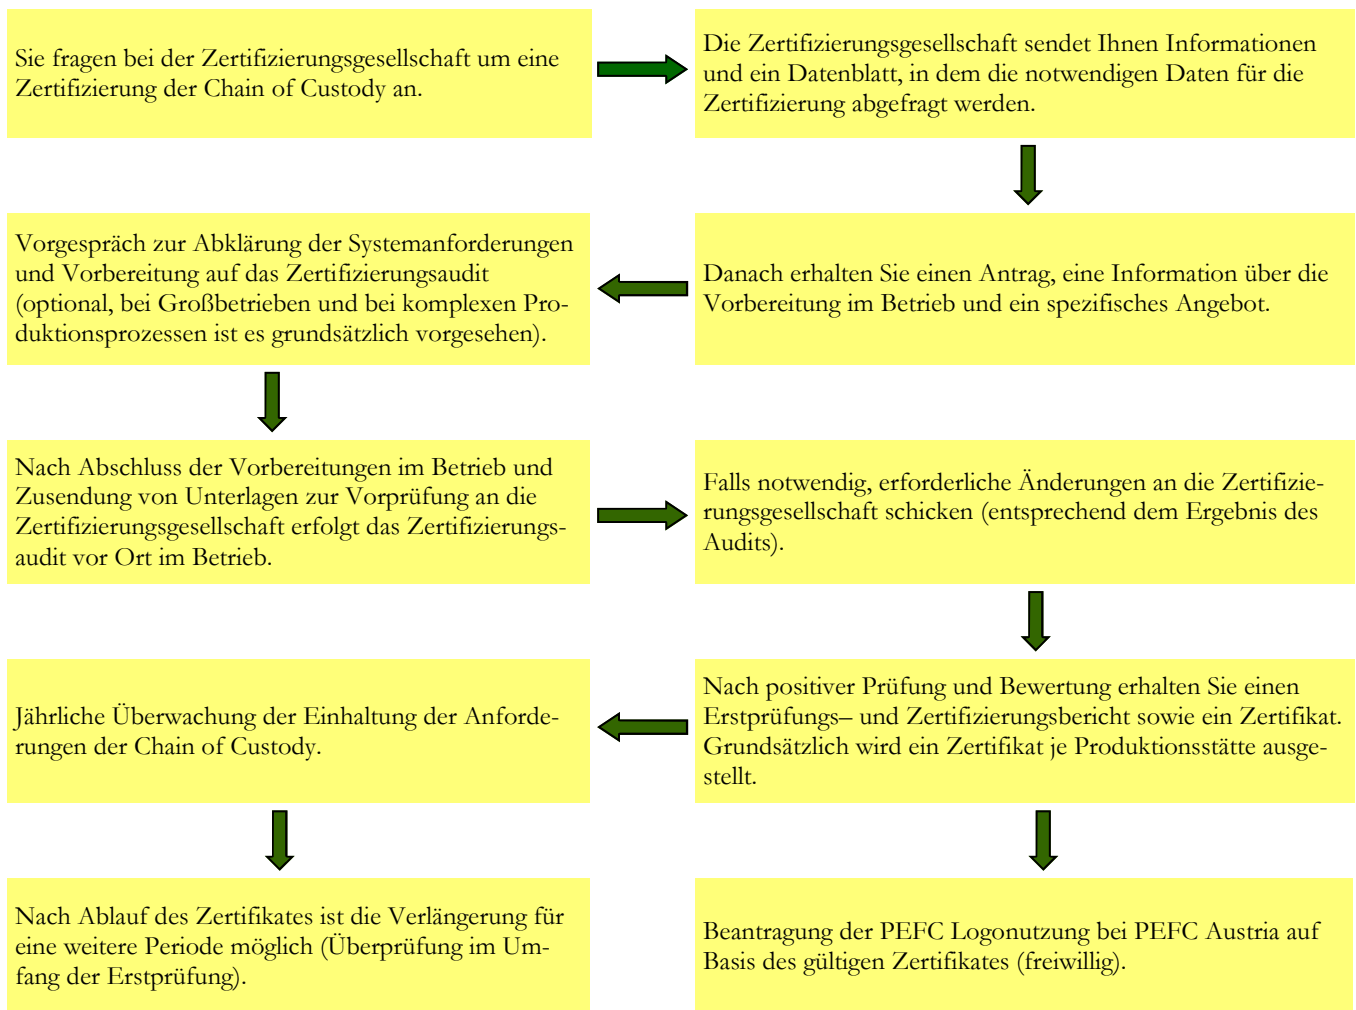 Sie fragen bei der Zertifizierungsgesellschaft um eine
Zertifizierung der Chain of Custody an.
Die Zertifizierungsgesellschaft sendet Ihnen Informationen
und ein Datenblatt, in dem die notwendigen Daten für die
Zertifizierung abgefragt werden.
Danach erhalten Sie einen Antrag, eine Information über die
Vorbereitung im Betrieb und ein spezifisches Angebot.
Vorgespräch zur Abklärung der Systemanforderungen
und Vorbereitung auf das Zertifizierungsaudit
(optional, bei Großbetrieben und bei komplexen Pro-
duktionsprozessen ist es grundsätzlich vorgesehen).
Nach Abschluss der Vorbereitungen im Betrieb und
Zusendung von Unterlagen zur Vorprüfung an die
Zertifizierungsgesellschaft erfolgt das Zertifizierungs-
audit vor Ort im Betrieb.
Falls notwendig, erforderliche Änderungen an die Zertifizie-
rungsgesellschaft schicken (entsprechend dem Ergebnis des
Audits).
Nach positiver Prüfung und Bewertung erhalten Sie einen
Erstprüfungs– und Zertifizierungsbericht sowie ein Zertifikat.
Grundsätzlich wird ein Zertifikat je Produktionsstätte ausge-
stellt.
Jährliche Überwachung der Einhaltung der Anforde-
rungen der Chain of Custody.
Nach Ablauf des Zertifikates ist die Verlängerung für
eine weitere Periode möglich (Überprüfung im Um-
fang der Erstprüfung).
Beantragung der PEFC Logonutzung bei PEFC Austria auf
Basis des gültigen Zertifikates (freiwillig).